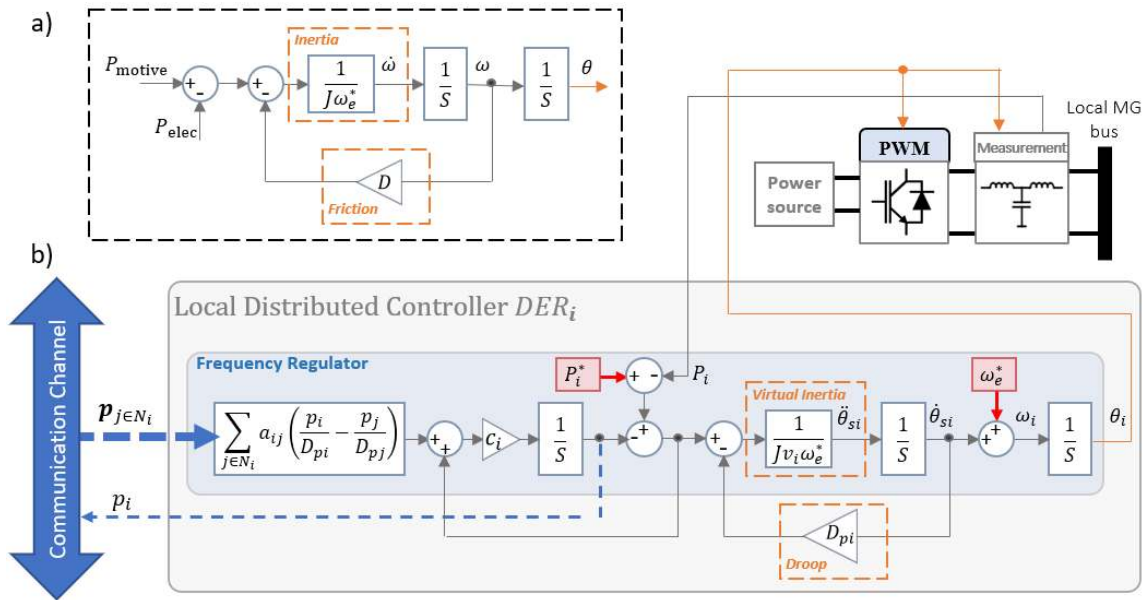 a)
Inertia
P_motive
+
-
+
-
1
Jω_e^*
ω̇
1
S
ω
1
S
θ
P_elec
D
Friction
Local MG
bus
PWM
Measurement
Power
source
b)
Communication Channel
Local Distributed Controller DER_i
Frequency Regulator
P_i^*
+ -
P_i
Virtual Inertia
ω_e^*
p_{j∈N_i}
∑_{j∈N_i} a_ij (p_i/D_pi − p_j/D_pj)
+
+
c_i
1
S
-
+
+
-
1
Jv_iω_e^*
θ̈_si
1
S
θ̇_si
+
+
ω_i
1
S
θ_i
p_i
D_pi
Droop